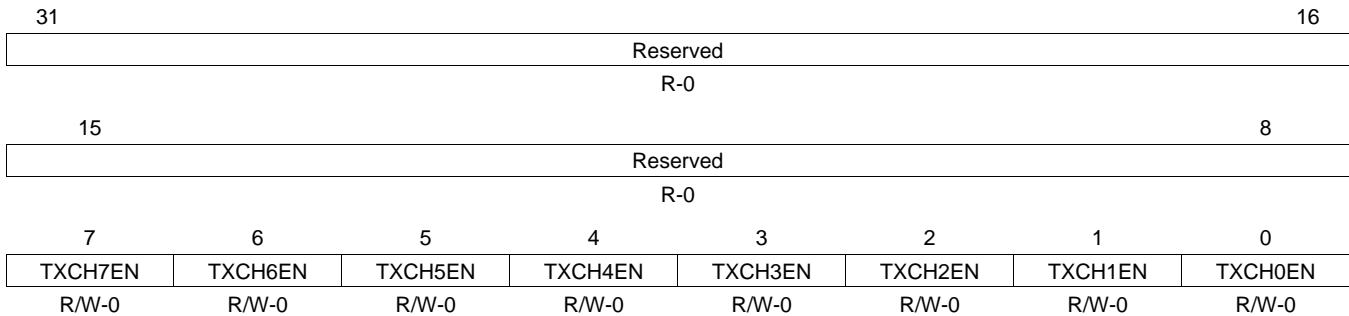 31 16
Reserved
R-0
15 8
Reserved
R-0
7 6 5 4 3 2 1 0
TXCH7EN TXCH6EN TXCH5EN TXCH4EN TXCH3EN TXCH2EN TXCH1EN TXCH0EN
R/W-0 R/W-0 R/W-0 R/W-0 R/W-0 R/W-0 R/W-0 R/W-0